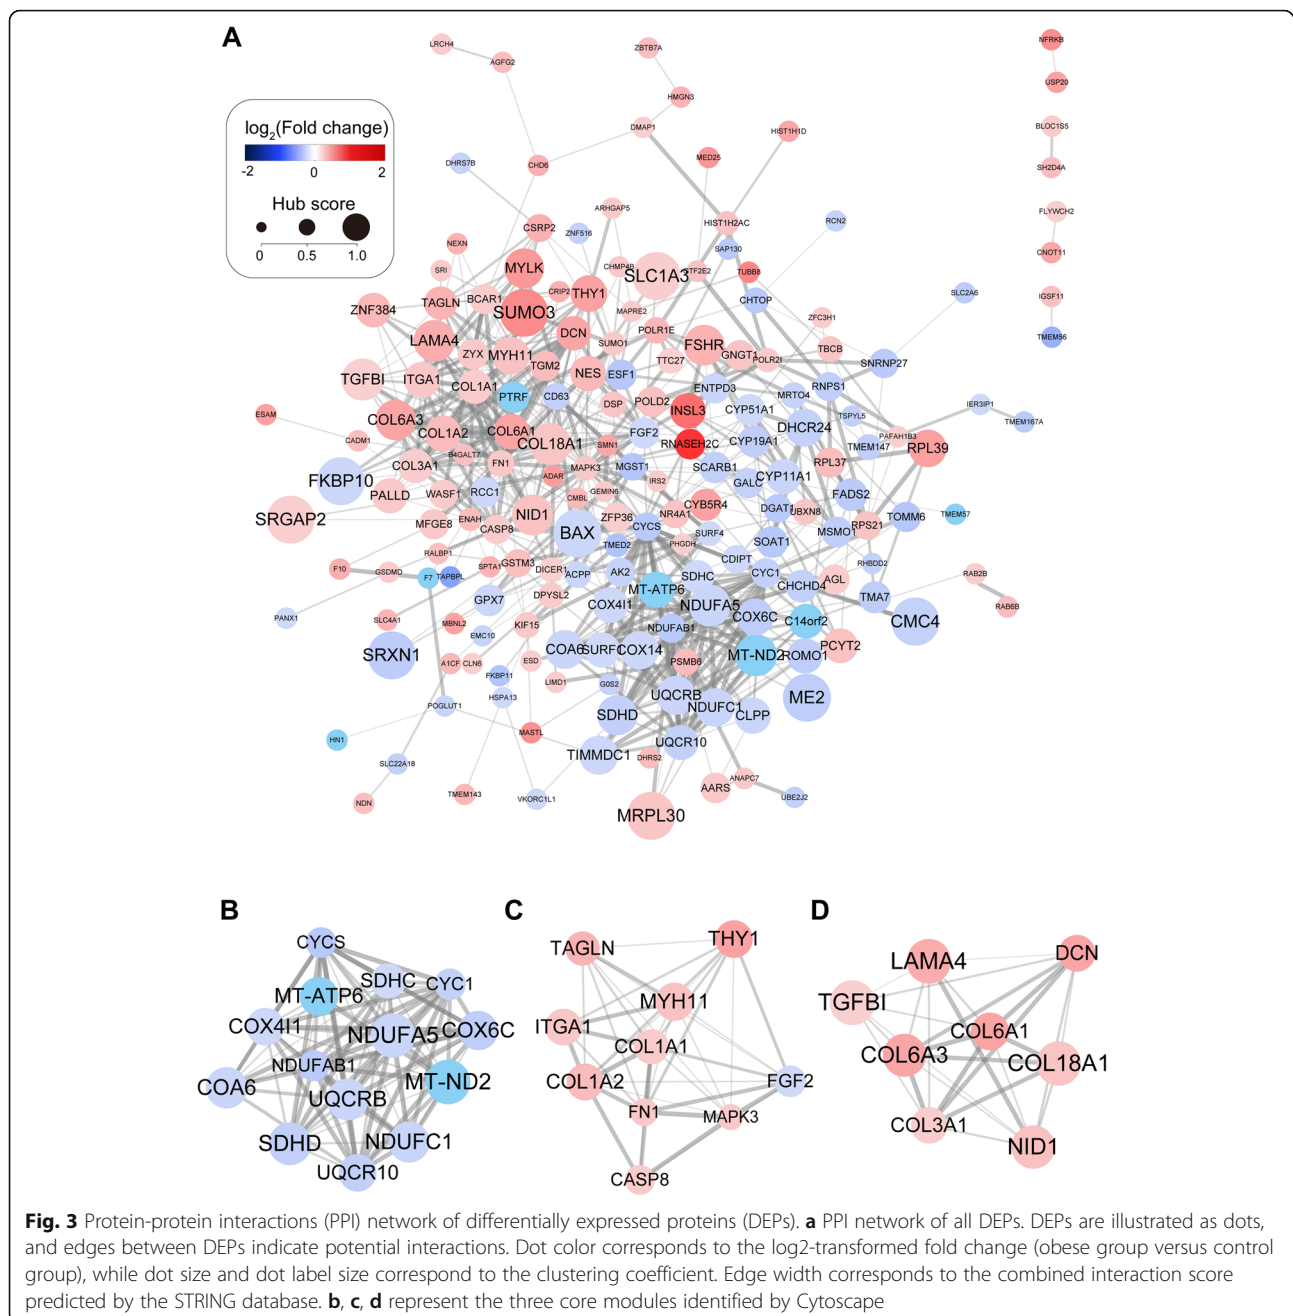 A
log2(Fold change)
-2 0 2
Hub score
0 0.5 1.0
LRCH4
AGFG2
ZBTB7A
HMGN3
DMAP1
HIST1H1D
NFRKB
USP20
BLOC1S5
SH2D4A
FLYWCH2
CNOT11
IGSF11
TMEM56
DHRS7B
CHD6
MED25
ARHGAP5
CSRP2
ZNF516
HIST1H2AC
RCN2
SAP130
NEXN
SRI
MYLK
CRIP2
THY1
CHMP4B
SLC1A3
GTF2E2
TUBB8
CHTOP
SLC2A6
ZNF384
TAGLN
BCAR1
SUMO3
MAPRE2
POLR1E
ZFC3H1
LAMA4
ZYX
MYH11
DCN
SUMO1
FSHR
GNGT1
POLR2I
TBCB
SNRNP27
TGFBI
ITGA1
COL1A1
TGM2
NES
ESF1
TTC27
ENTPD3
MRTO4
RNPS1
PTRF
CD63
DSP
POLD2
INSL3
CYP51A1
TSPYL5
IER3IP1
TMEM167A
ESAM
COL6A3
COL1A2
COL6A1
COL18A1
SMN1
FGF2
RNASEH2C
CYP19A1
DHCR24
TMEM147
PAFAH1B3
RPL39
CADM1
B4GALT7
FN1
MAPK3
MGST1
SCARB1
CYP11A1
RPL37
FKBP10
COL3A1
RCC1
ADAR
IRS2
GALC
FADS2
PALLD
WASF1
CMBL
GEMIN6
CYB5R4
DGAT1
UBXN8
TOMM6
TMEM57
SRGAP2
MFGE8
ENAH
CASP8
NID1
BAX
ZFP36
NR4A1
CYCS
SURF4
SOAT1
MSMO1
RPS21
RALBP1
TMED2
PHGDH
CDIPT
RHBDD2
F10
GSDMD
F7
TAPBPL
SPTA1
GSTM3
DICER1
ACPP
AK2
SDHC
CYC1
CHCHD4
AGL
RAB2B
RAB6B
PANX1
SLC4A1
MBNL2
GPX7
DPYSL2
COX4I1
MT-ATP6
NDUFA5
COX6C
C14orf2
TMA7
CMC4
EMC10
KIF15
NDUFAB1
SRXN1
A1CF
CLN6
ESD
COA6
COX14
PSMB6
MT-ND2
ROMO1
PCYT2
FKBP11
LIMD1
G0S2
HSPA13
UQCRB
NDUFC1
CLPP
ME2
POGLUT1
SDHD
HN1
MASTL
UQCR10
TIMMDC1
DHRS2
SLC22A18
NDN
TMEM143
VKORC1L1
AARS
ANAPC7
UBE2J2
MRPL30
B
CYCS
MT-ATP6
SDHC
CYC1
COX4I1
NDUFA5
COX6C
NDUFAB1
MT-ND2
COA6
UQCRB
SDHD
NDUFC1
UQCR10
C
TAGLN
THY1
MYH11
ITGA1
COL1A1
COL1A2
FGF2
FN1
MAPK3
CASP8
D
LAMA4
DCN
TGFBI
COL6A1
COL6A3
COL18A1
COL3A1
NID1
Fig. 3 Protein-protein interactions (PPI) network of differentially expressed proteins (DEPs). a PPI network of all DEPs. DEPs are illustrated as dots,
and edges between DEPs indicate potential interactions. Dot color corresponds to the log2-transformed fold change (obese group versus control
group), while dot size and dot label size correspond to the clustering coefficient. Edge width corresponds to the combined interaction score
predicted by the STRING database. b, c, d represent the three core modules identified by Cytoscape